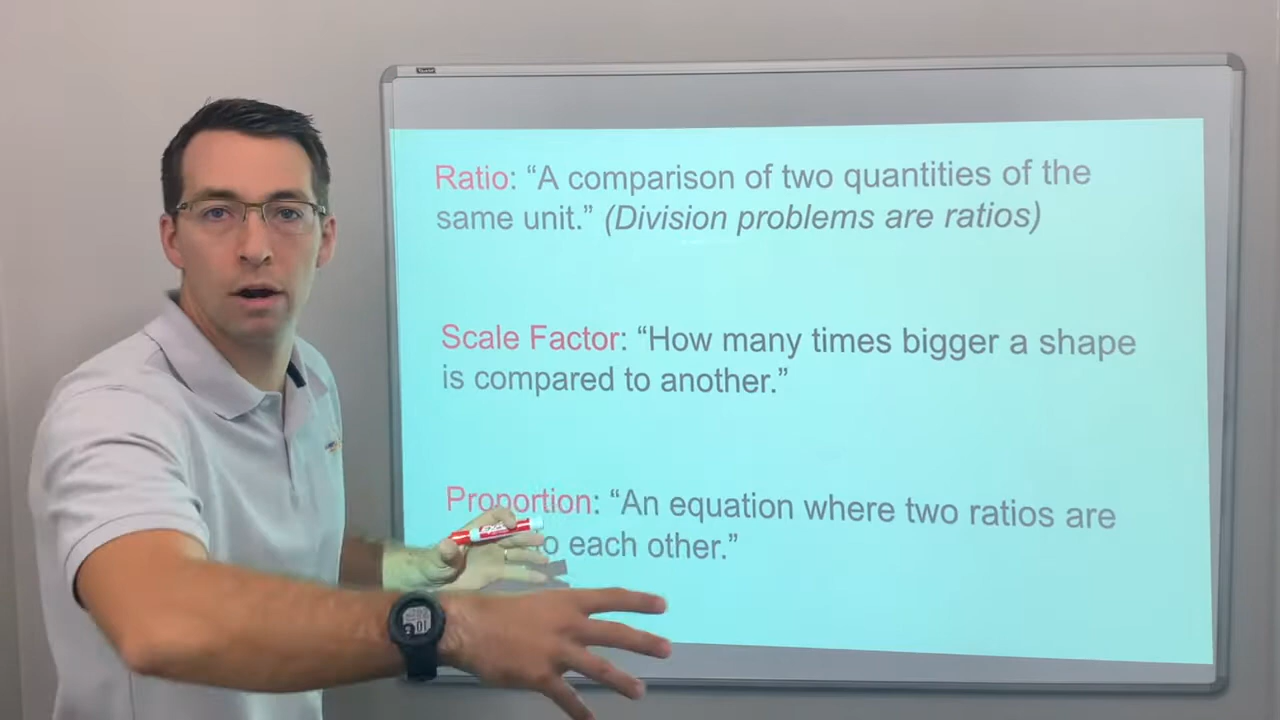 Ratio: “A comparison of two quantities of the
same unit.” (Division problems are ratios)
Scale Factor: “How many times bigger a shape
is compared to another.”
Proportion: “An equation where two ratios are
each other.”
EXPO